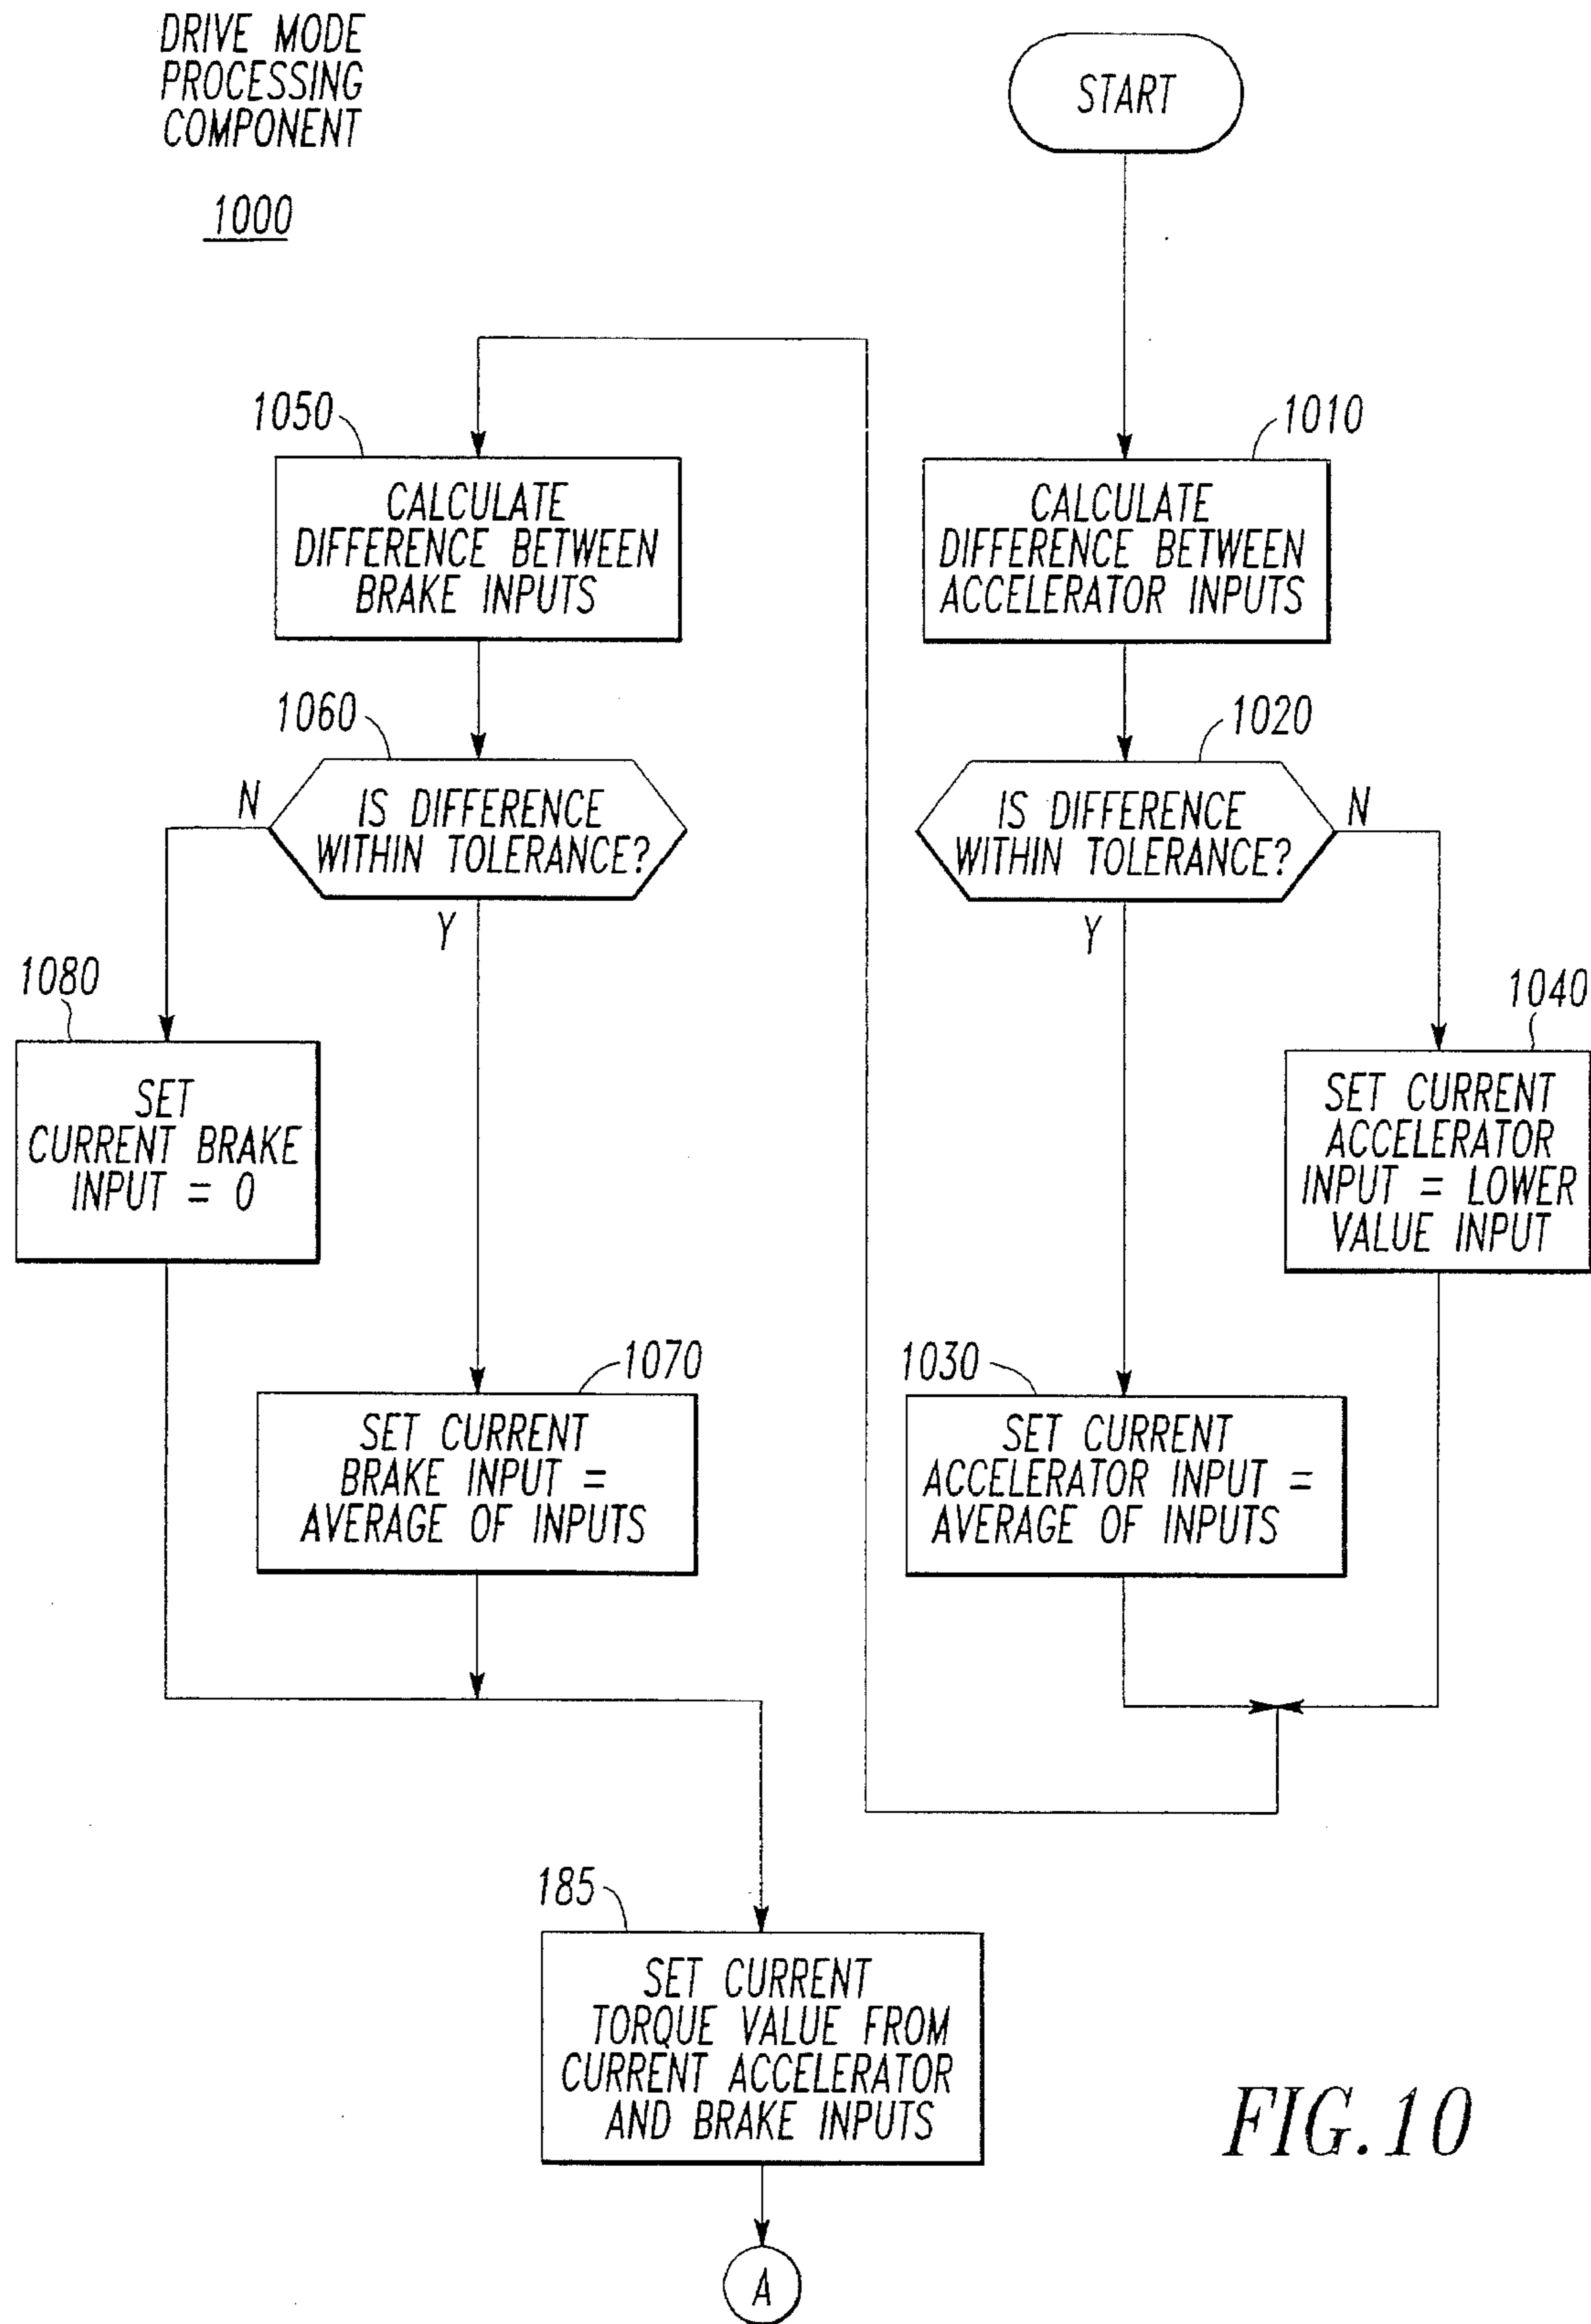 DRIVE MODE
PROCESSING
COMPONENT
1000
START
1010
CALCULATE
DIFFERENCE BETWEEN
ACCELERATOR INPUTS
1020
IS DIFFERENCE
WITHIN TOLERANCE?
N
Y
1040
SET CURRENT
ACCELERATOR
INPUT = LOWER
VALUE INPUT
1030
SET CURRENT
ACCELERATOR INPUT =
AVERAGE OF INPUTS
1050
CALCULATE
DIFFERENCE BETWEEN
BRAKE INPUTS
1060
IS DIFFERENCE
WITHIN TOLERANCE?
N
Y
1080
SET
CURRENT BRAKE
INPUT = 0
1070
SET CURRENT
BRAKE INPUT =
AVERAGE OF INPUTS
185
SET CURRENT
TORQUE VALUE FROM
CURRENT ACCELERATOR
AND BRAKE INPUTS
A
FIG.10